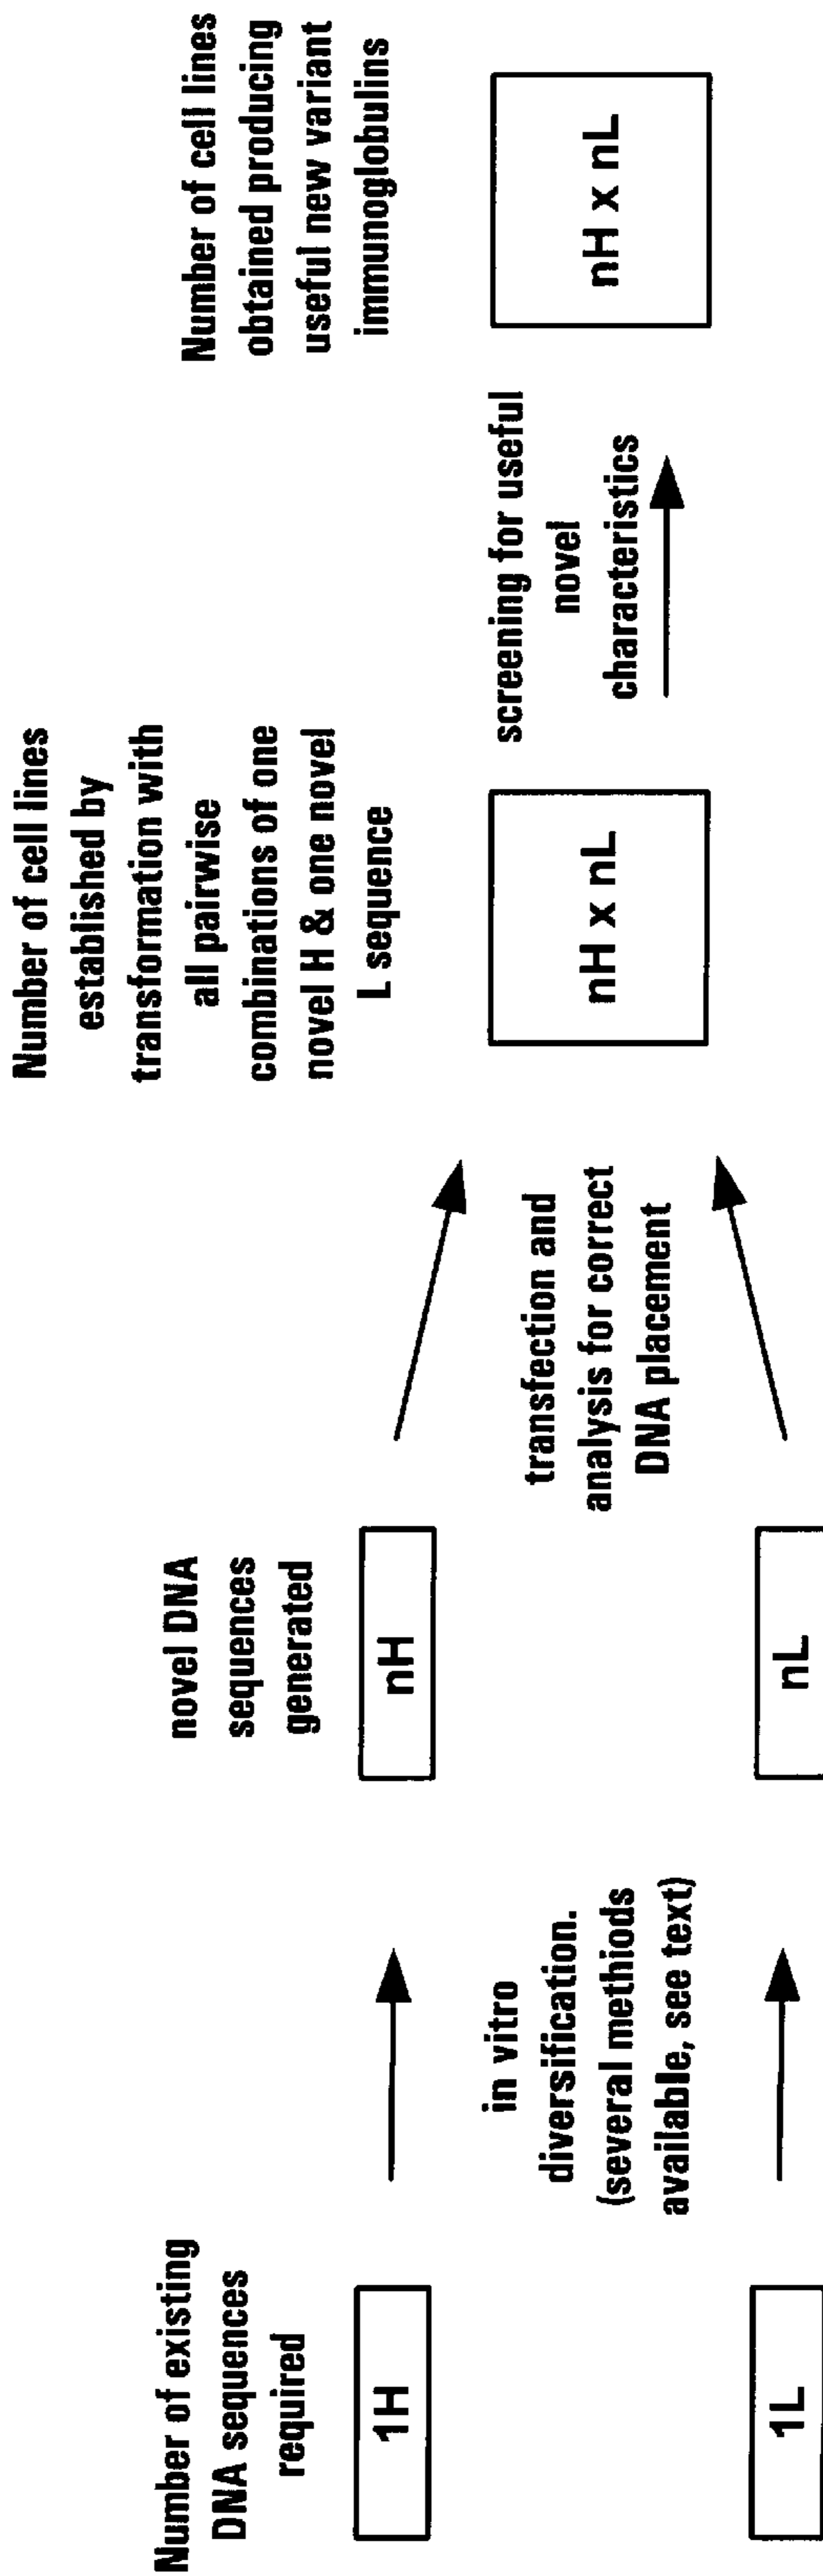 Number of existing
DNA sequences
required
1H
1L
in vitro
diversification.
(several methiods
available, see text)
novel DNA
sequences
generated
nH
nL
transfection and
analysis for correct
DNA placement
Number of cell lines
established by
transformation with
all pairwise
combinations of one
novel H & one novel
L sequence
nH x nL
screening for useful
novel
characteristics
Number of cell lines
obtained producing
useful new variant
immunoglobulins
nH x nL